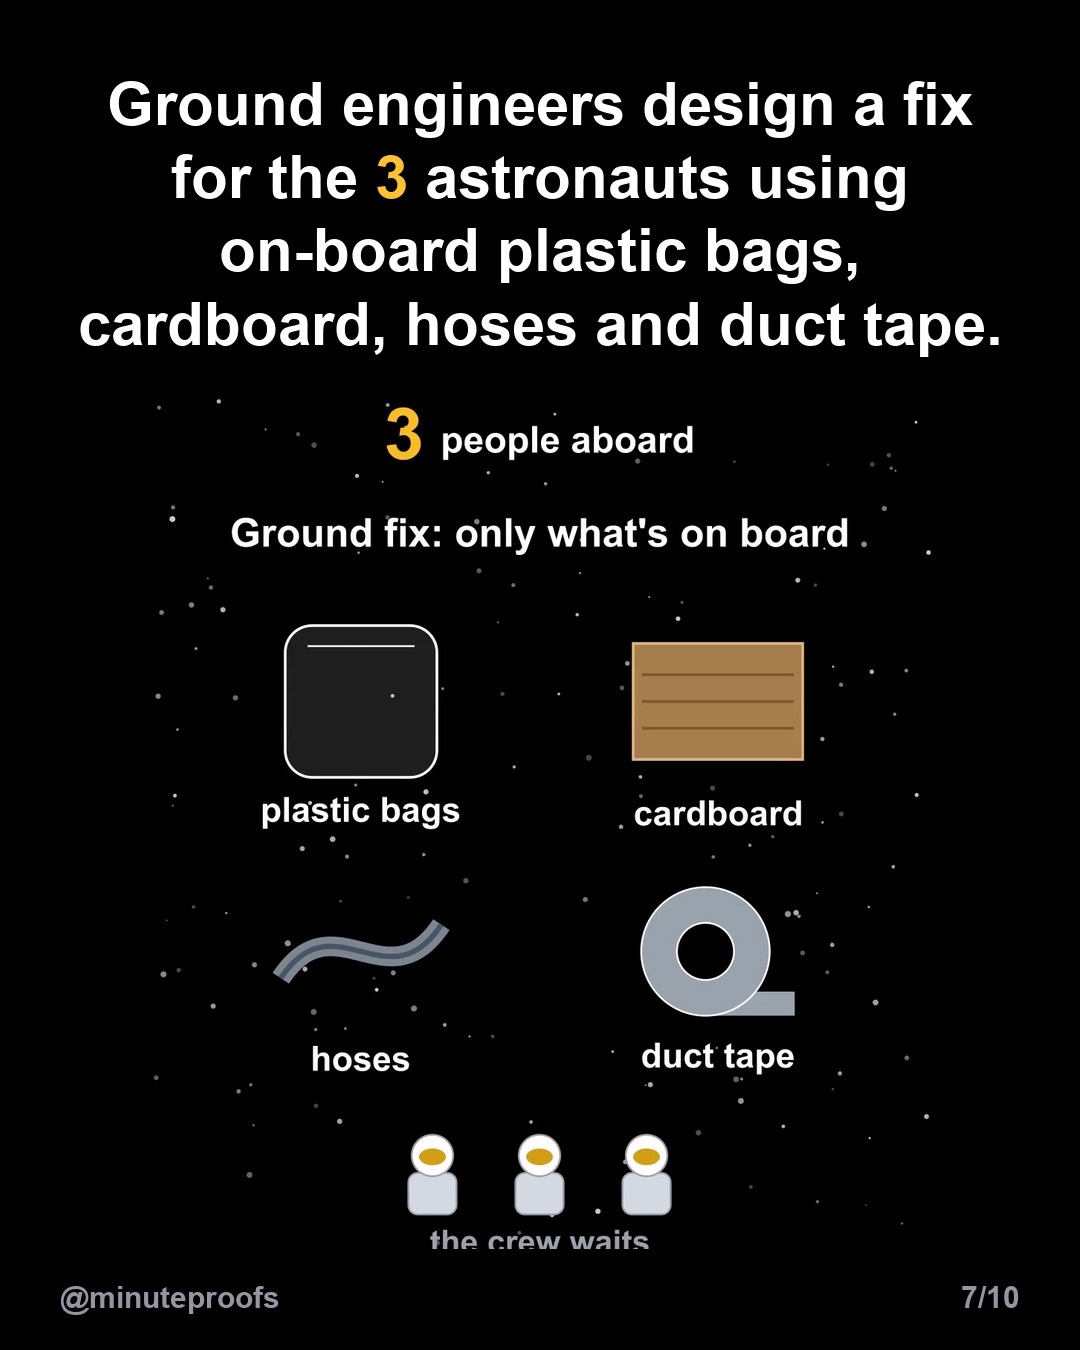 Ground engineers design a fix
for the 3 astronauts using
on-board plastic bags,
cardboard, hoses and duct tape.
3 people aboard
Ground fix: only what's on board
plastic bags
cardboard
hoses
duct tape
the crew waits
@minuteproofs
7/10